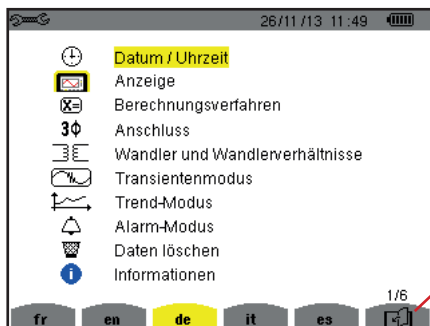 26/11/13 11:49
Datum / Uhrzeit
Anzeige
X= Berechnungsverfahren
3ϕ Anschluss
Wandler und Wandlerverhältnisse
Transientenmodus
Trend-Modus
Alarm-Modus
Daten löschen
i Informationen
1/6
fr en de it es